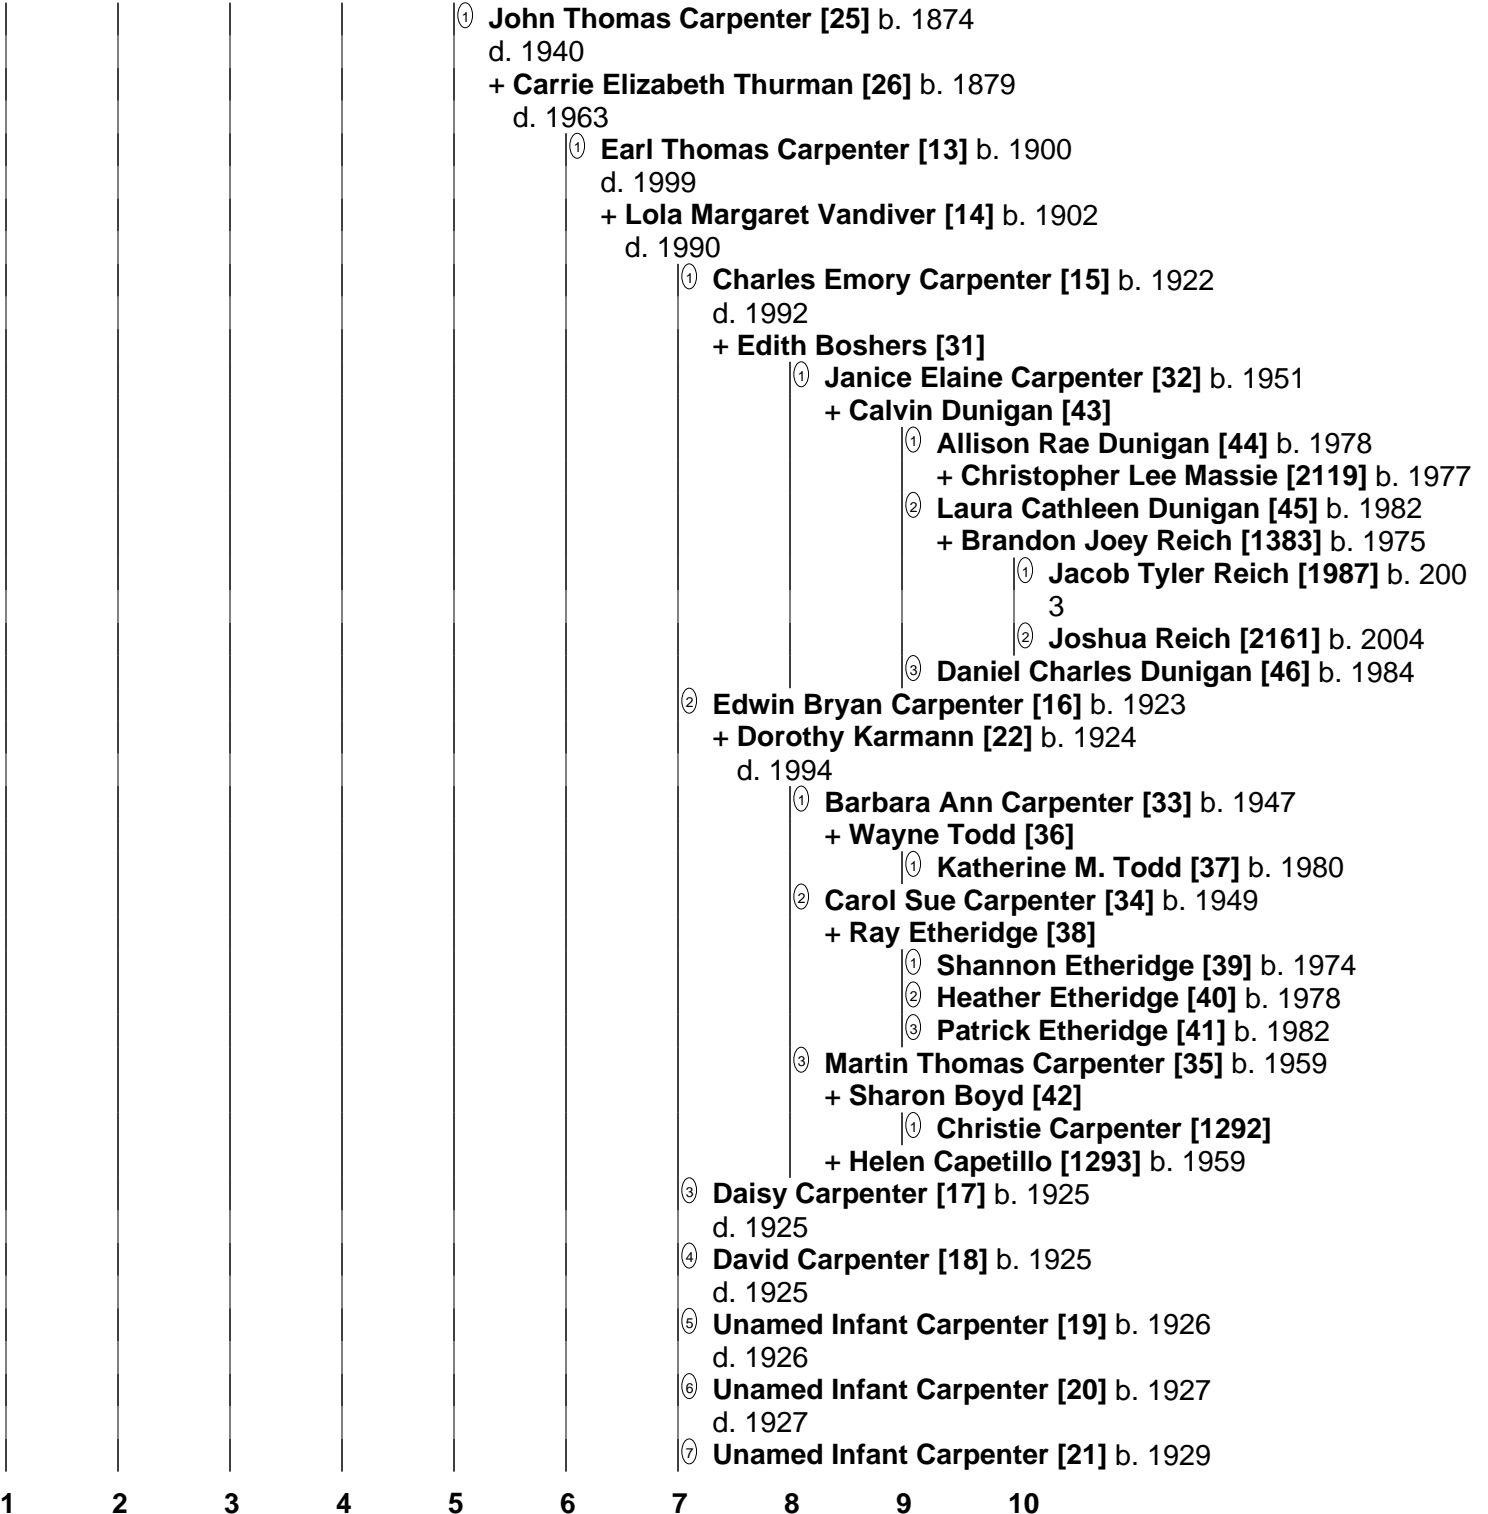 1 John Thomas Carpenter [25] b. 1874
d. 1940
+ Carrie Elizabeth Thurman [26] b. 1879
d. 1963
1 Earl Thomas Carpenter [13] b. 1900
d. 1999
+ Lola Margaret Vandiver [14] b. 1902
d. 1990
1 Charles Emory Carpenter [15] b. 1922
d. 1992
+ Edith Boshers [31]
1 Janice Elaine Carpenter [32] b. 1951
+ Calvin Dunigan [43]
1 Allison Rae Dunigan [44] b. 1978
+ Christopher Lee Massie [2119] b. 1977
2 Laura Cathleen Dunigan [45] b. 1982
+ Brandon Joey Reich [1383] b. 1975
1 Jacob Tyler Reich [1987] b. 200
3
2 Joshua Reich [2161] b. 2004
3 Daniel Charles Dunigan [46] b. 1984
2 Edwin Bryan Carpenter [16] b. 1923
+ Dorothy Karmann [22] b. 1924
d. 1994
1 Barbara Ann Carpenter [33] b. 1947
+ Wayne Todd [36]
1 Katherine M. Todd [37] b. 1980
2 Carol Sue Carpenter [34] b. 1949
+ Ray Etheridge [38]
1 Shannon Etheridge [39] b. 1974
2 Heather Etheridge [40] b. 1978
3 Patrick Etheridge [41] b. 1982
3 Martin Thomas Carpenter [35] b. 1959
+ Sharon Boyd [42]
1 Christie Carpenter [1292]
+ Helen Capetillo [1293] b. 1959
3 Daisy Carpenter [17] b. 1925
d. 1925
4 David Carpenter [18] b. 1925
d. 1925
5 Unamed Infant Carpenter [19] b. 1926
d. 1926
6 Unamed Infant Carpenter [20] b. 1927
d. 1927
7 Unamed Infant Carpenter [21] b. 1929
1 2 3 4 5 6 7 8 9 10